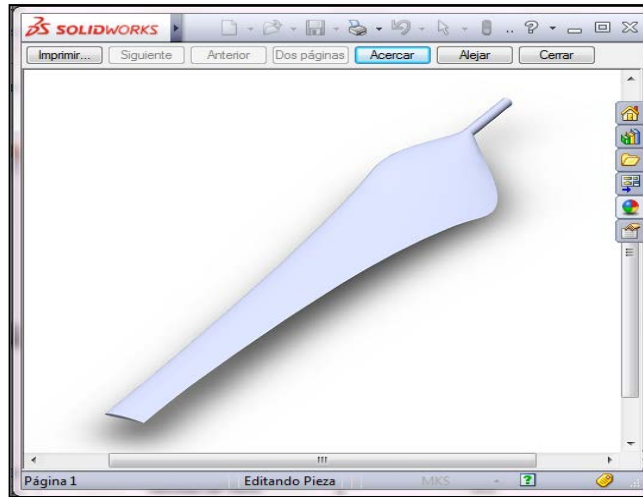 SOLIDWORKS
Imprimir... Siguiente Anterior Dos páginas Acercar Alejar Cerrar
Página 1 Editando Pieza MKS